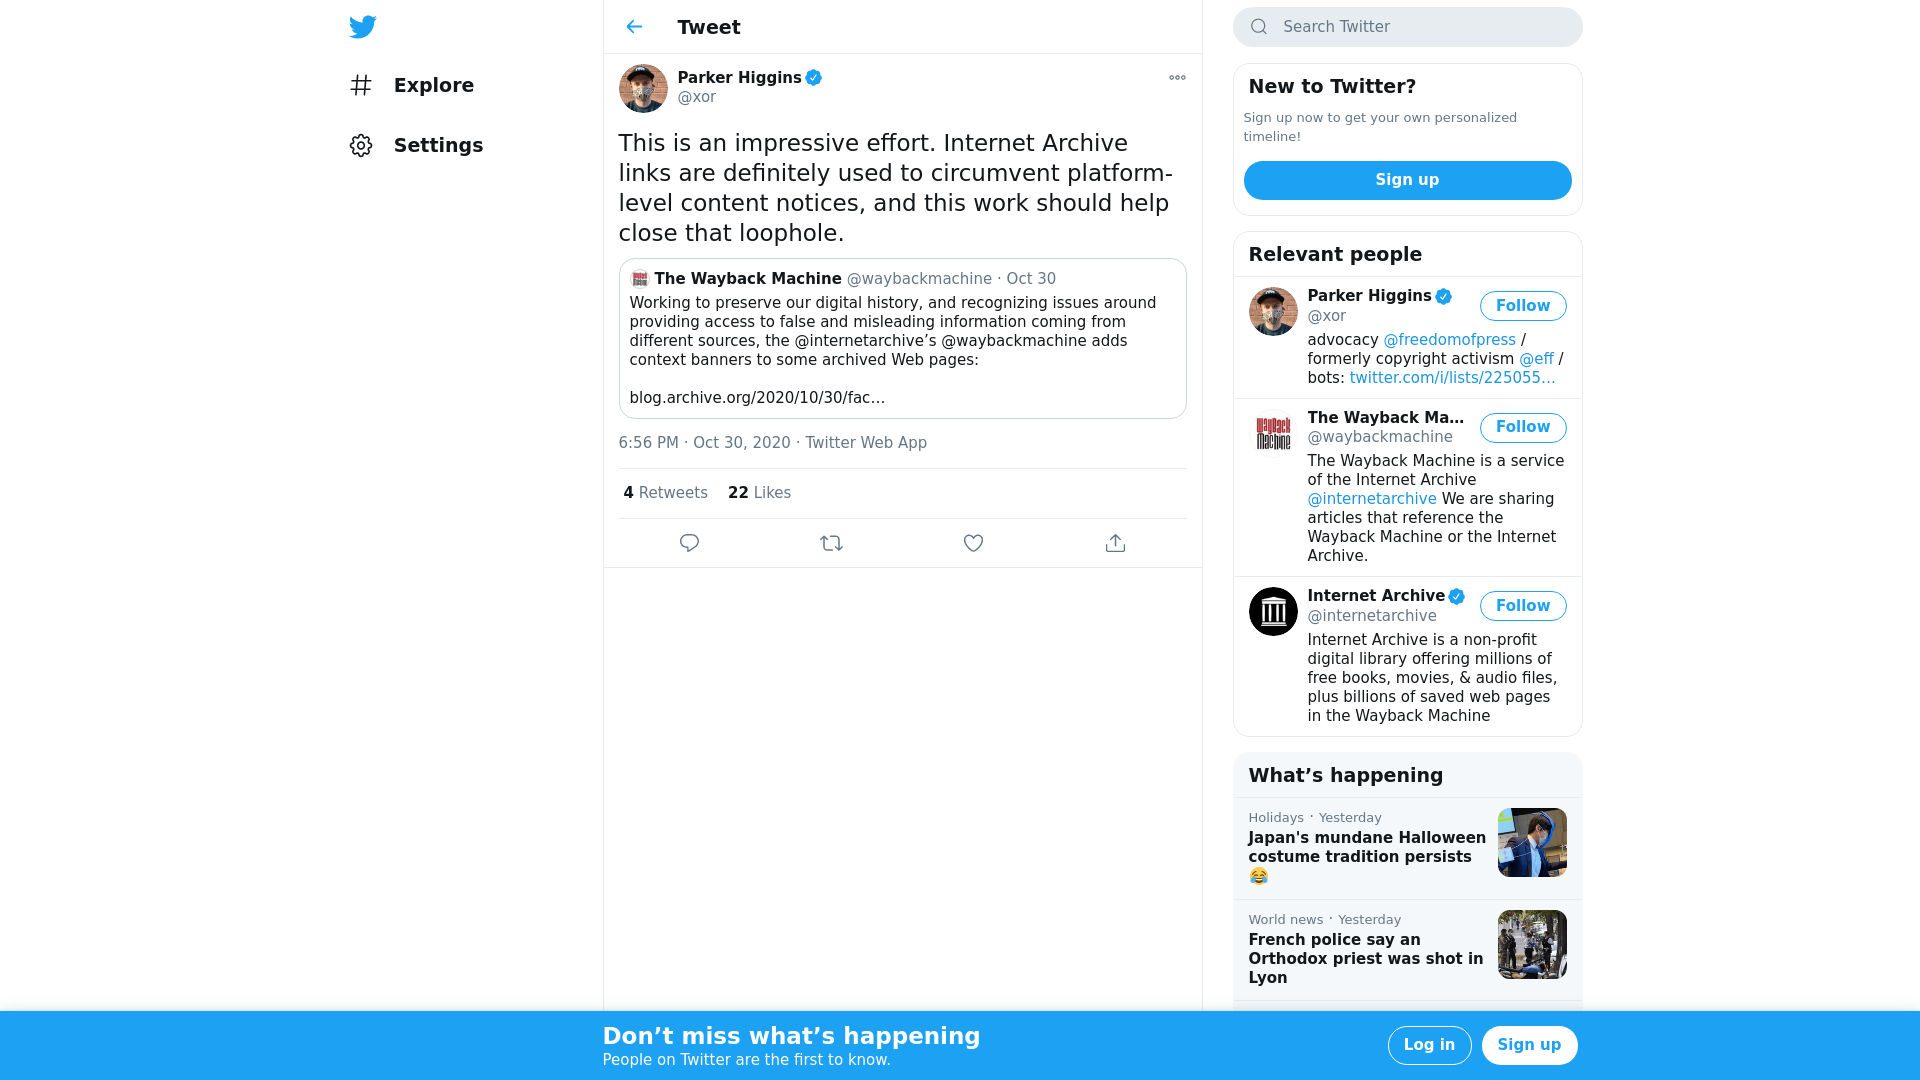 Explore
Settings
Tweet
Parker Higgins
@xor
This is an impressive effort. Internet Archive
links are definitely used to circumvent platform-
level content notices, and this work should help
close that loophole.
The Wayback Machine @waybackmachine · Oct 30
Working to preserve our digital history, and recognizing issues around
providing access to false and misleading information coming from
different sources, the @internetarchive’s @waybackmachine adds
context banners to some archived Web pages:
blog.archive.org/2020/10/30/fac…
6:56 PM · Oct 30, 2020 · Twitter Web App
4 Retweets 22 Likes
Search Twitter
New to Twitter?
Sign up now to get your own personalized
timeline!
Sign up
Relevant people
Parker Higgins
@xor
Follow
advocacy @freedomofpress /
formerly copyright activism @eff /
bots: twitter.com/i/lists/225055…
The Wayback Ma…
@waybackmachine
Follow
Wayback
Machine
The Wayback Machine is a service
of the Internet Archive
@internetarchive We are sharing
articles that reference the
Wayback Machine or the Internet
Archive.
Internet Archive
@internetarchive
Follow
Internet Archive is a non-profit
digital library offering millions of
free books, movies, & audio files,
plus billions of saved web pages
in the Wayback Machine
What’s happening
Holidays · Yesterday
Japan's mundane Halloween
costume tradition persists
😂
World news · Yesterday
French police say an
Orthodox priest was shot in
Lyon
Don’t miss what’s happening
People on Twitter are the first to know.
Log in
Sign up